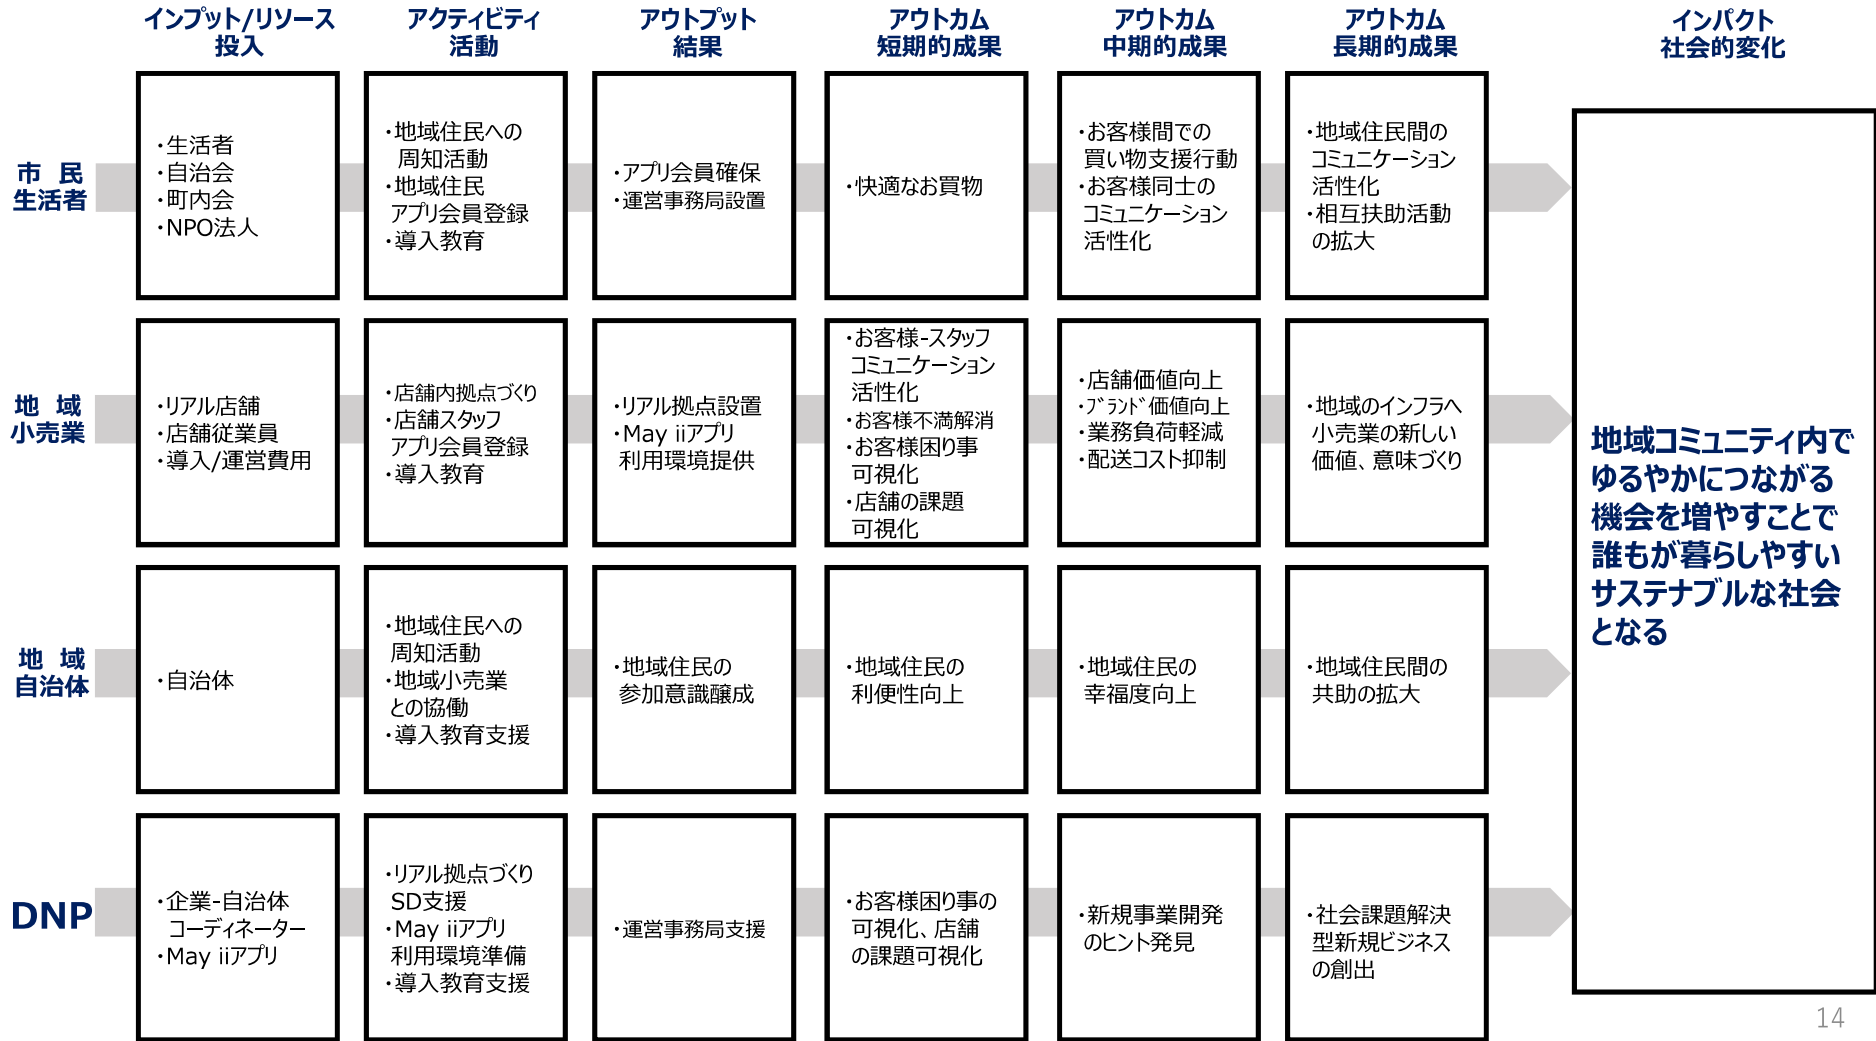 インプット/リソース
投入
アクティビティ
活動
アウトプット
結果
アウトカム
短期的成果
アウトカム
中期的成果
アウトカム
長期的成果
インパクト
社会的変化
市 民
生活者
・生活者
・自治会
・町内会
・NPO法人
・地域住民への
周知活動
・地域住民
アプリ会員登録
・導入教育
・アプリ会員確保
・運営事務局設置
・快適なお買物
・お客様間での
買い物支援行動
・お客様同士の
コミュニケーション
活性化
・地域住民間の
コミュニケーション
活性化
・相互扶助活動
の拡大
地 域
小売業
・リアル店舗
・店舗従業員
・導入/運営費用
・店舗内拠点づくり
・店舗スタッフ
アプリ会員登録
・導入教育
・リアル拠点設置
・May iiアプリ
利用環境提供
・お客様-スタッフ
コミュニケーション
活性化
・お客様不満解消
・お客様困り事
可視化
・店舗の課題
可視化
・店舗価値向上
・ブランド価値向上
・業務負荷軽減
・配送コスト抑制
・地域のインフラへ
小売業の新しい
価値、意味づくり
地 域
自治体
・自治体
・地域住民への
周知活動
・地域小売業
との協働
・導入教育支援
・地域住民の
参加意識醸成
・地域住民の
利便性向上
・地域住民の
幸福度向上
・地域住民間の
共助の拡大
DNP
・企業-自治体
コーディネーター
・May iiアプリ
・リアル拠点づくり
SD支援
・May iiアプリ
利用環境準備
・導入教育支援
・運営事務局支援
・お客様困り事の
可視化、店舗
の課題可視化
・新規事業開発
のヒント発見
・社会課題解決
型新規ビジネス
の創出
地域コミュニティ内で
ゆるやかにつながる
機会を増やすことで
誰もが暮らしやすい
サステナブルな社会
となる
14